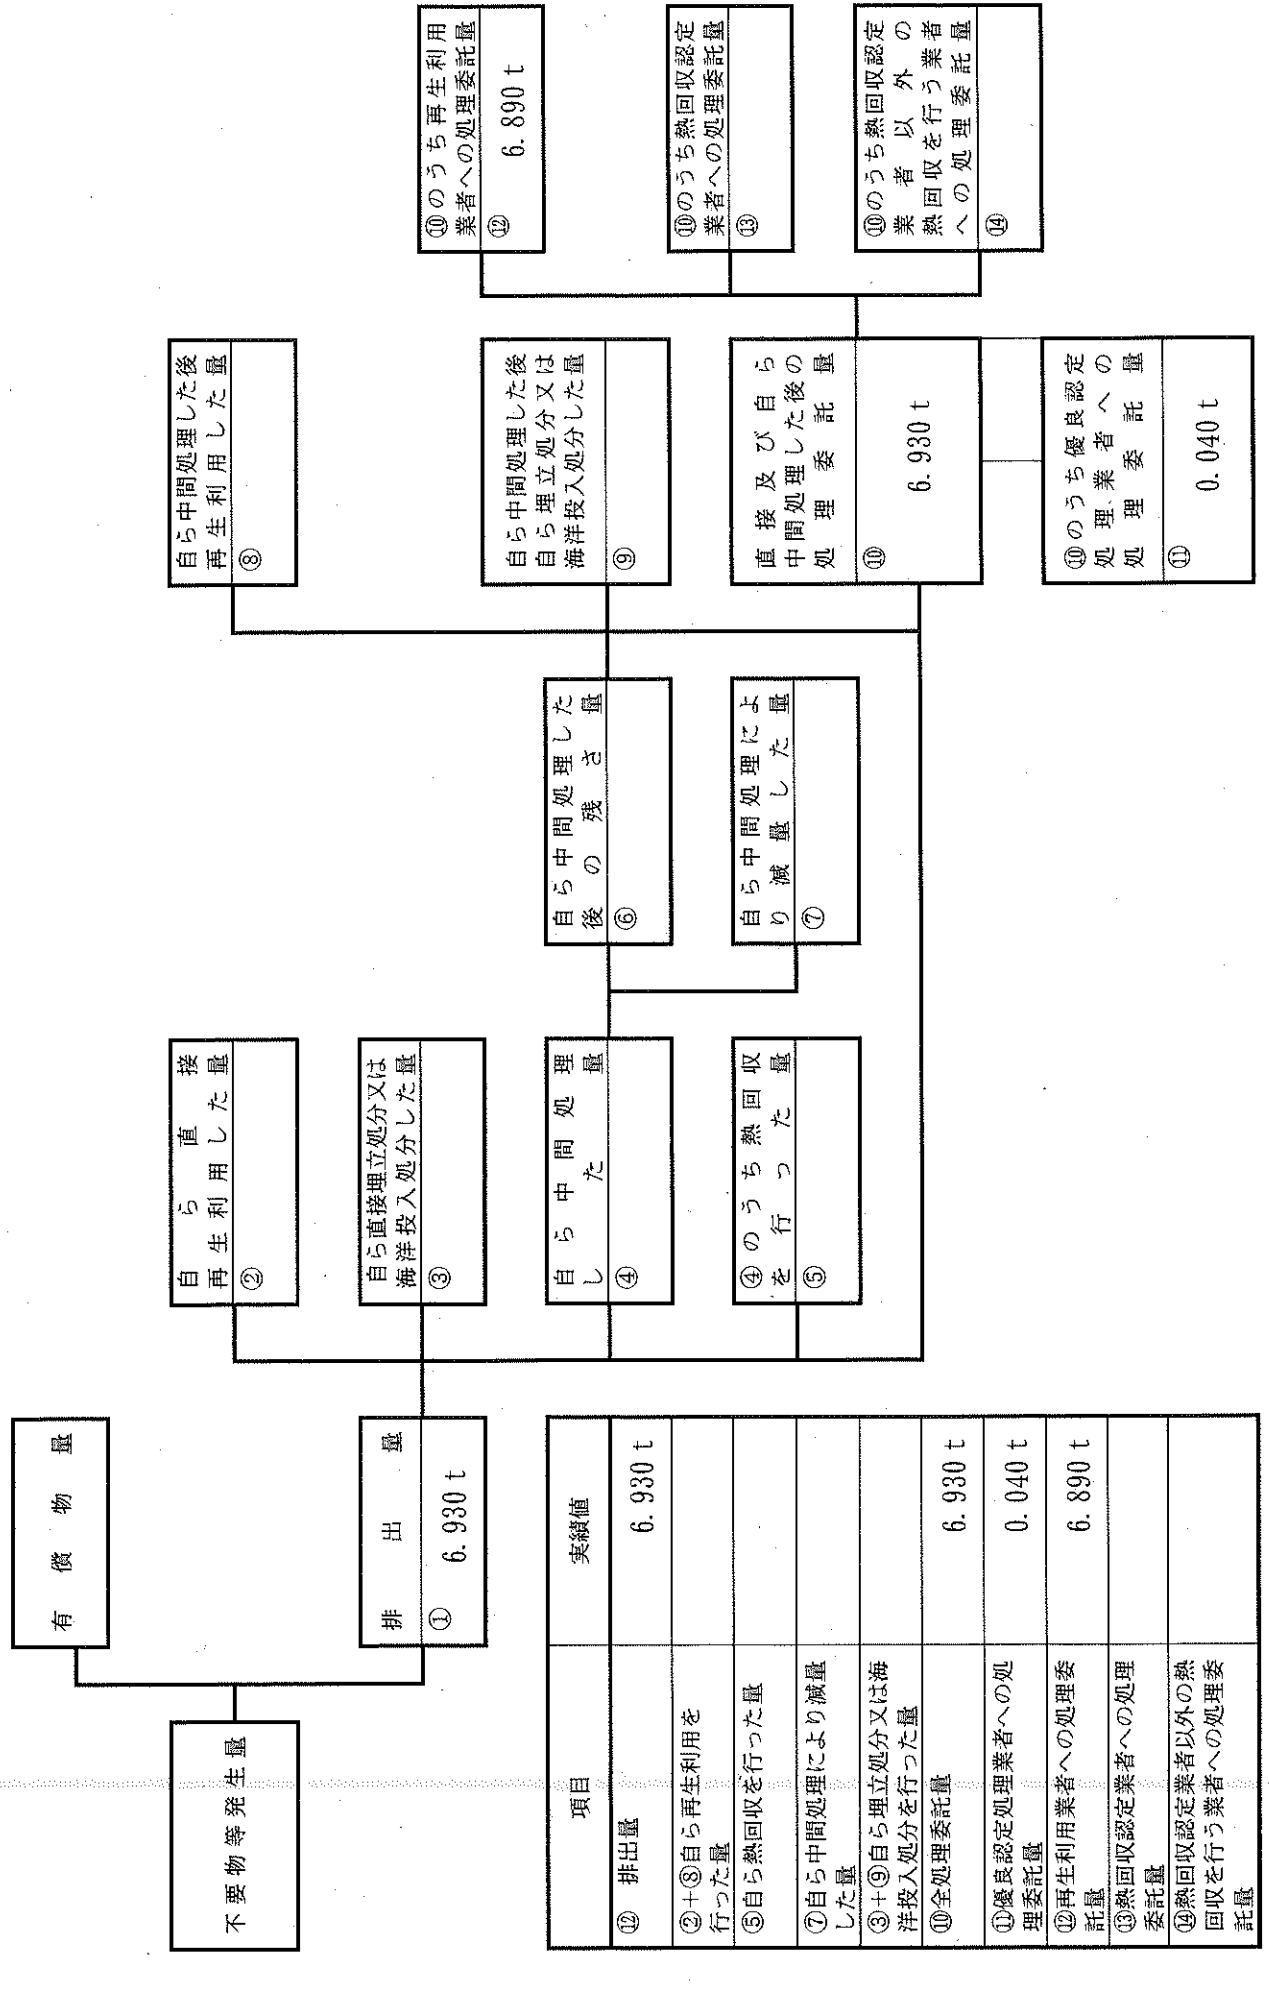 有償物量
不要物等発生量
排出量
① 6.930 t
自ら直接
再生利用した量
②
自ら直接埋立処分又は
海洋投入処分した量
③
自ら中間処理
した量
④
④のうち熱回収
を行った量
⑤
自ら中間処理した
後の残さ量
⑥
自ら中間処理によ
り減量した量
⑦
自ら中間処理した後
再生利用した量
⑧
自ら中間処理した後
自ら埋立処分又は
海洋投入処分した量
⑨
直接及び自ら
中間処理した後の
処理委託量
⑩ 6.930 t
⑩のうち優良認定
処理業者への
処理委託量
⑪ 0.040 t
⑩のうち再生利用
業者への処理委託量
⑫ 6.890 t
⑩のうち熱回収認定
業者への処理委託量
⑬
⑩のうち熱回収認定
業者以外の
熱回収を行う業者
への処理委託量
⑭
項目 実績値
⑫ 排出量 6.930 t
②+⑧自ら再生利用を
行った量
⑤自ら熱回収を行った量
⑦自ら中間処理により減量
した量
③+⑨自ら埋立処分又は海
洋投入処分を行った量
⑩全処理委託量 6.930 t
⑪優良認定処理業者への処
理委託量 0.040 t
⑫再生利用業者への処理委
託量 6.890 t
⑬熱回収認定業者への処理
委託量
⑭熱回収認定業者以外の熱
回収を行う業者への処理委
託量